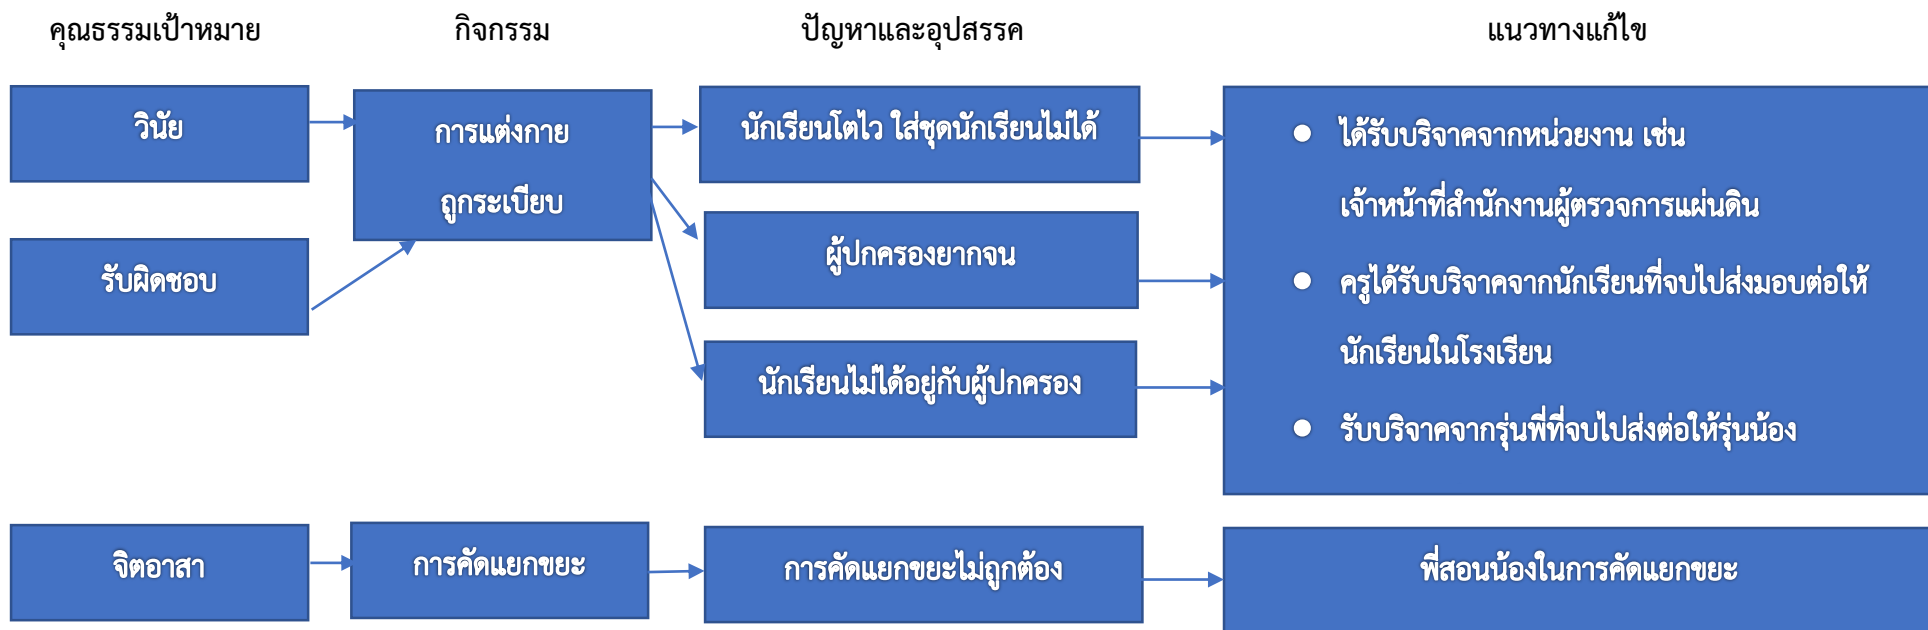 คุณธรรมเป้าหมาย
กิจกรรม
ปัญหาและอุปสรรค
แนวทางแก้ไข
วินัย
รับผิดชอบ
การแต่งกาย
ถูกระเบียบ
นักเรียนโตไว ใส่ชุดนักเรียนไม่ได้
ผู้ปกครองยากจน
นักเรียนไม่ได้อยู่กับผู้ปกครอง
● ได้รับบริจาคจากหน่วยงาน เช่น
เจ้าหน้าที่สำนักงานผู้ตรวจการแผ่นดิน
● ครูได้รับบริจาคจากนักเรียนที่จบไปส่งมอบต่อให้
นักเรียนในโรงเรียน
● รับบริจาคจากรุ่นพี่ที่จบไปส่งต่อให้รุ่นน้อง
จิตอาสา
การคัดแยกขยะ
การคัดแยกขยะไม่ถูกต้อง
พี่สอนน้องในการคัดแยกขยะ